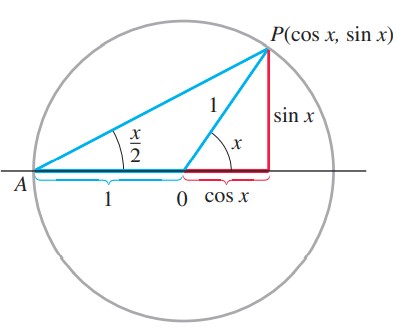 P(cos x, sin x)
1
sin x
x
x
2
A
1
0
cos x